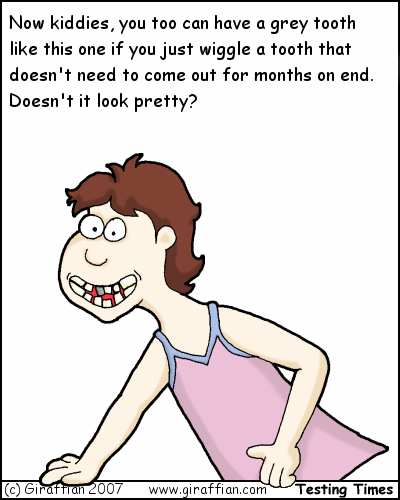 Now kiddies, you too can have a grey tooth
like this one if you just wiggle a tooth that
doesn't need to come out for months on end.
Doesn't it look pretty?
(c) Giraffian 2007 www.giraffian.com Testing Times